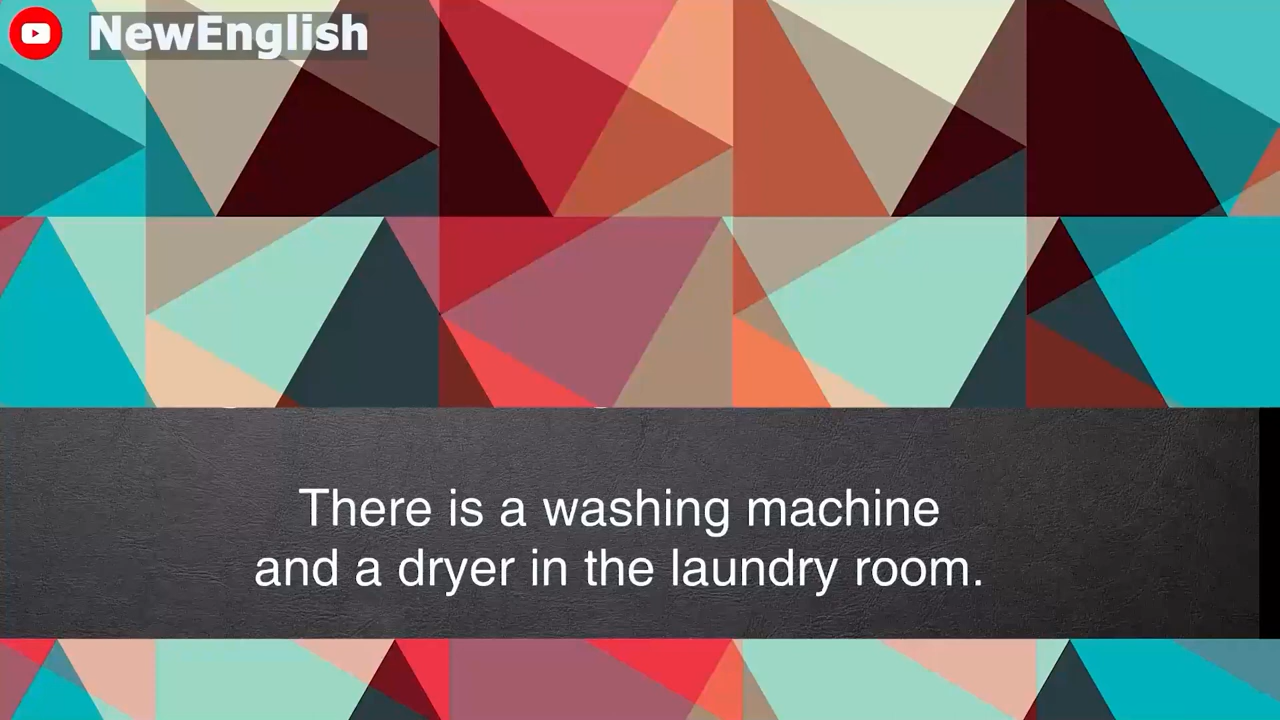 NewEnglish
There is a washing machine
and a dryer in the laundry room.